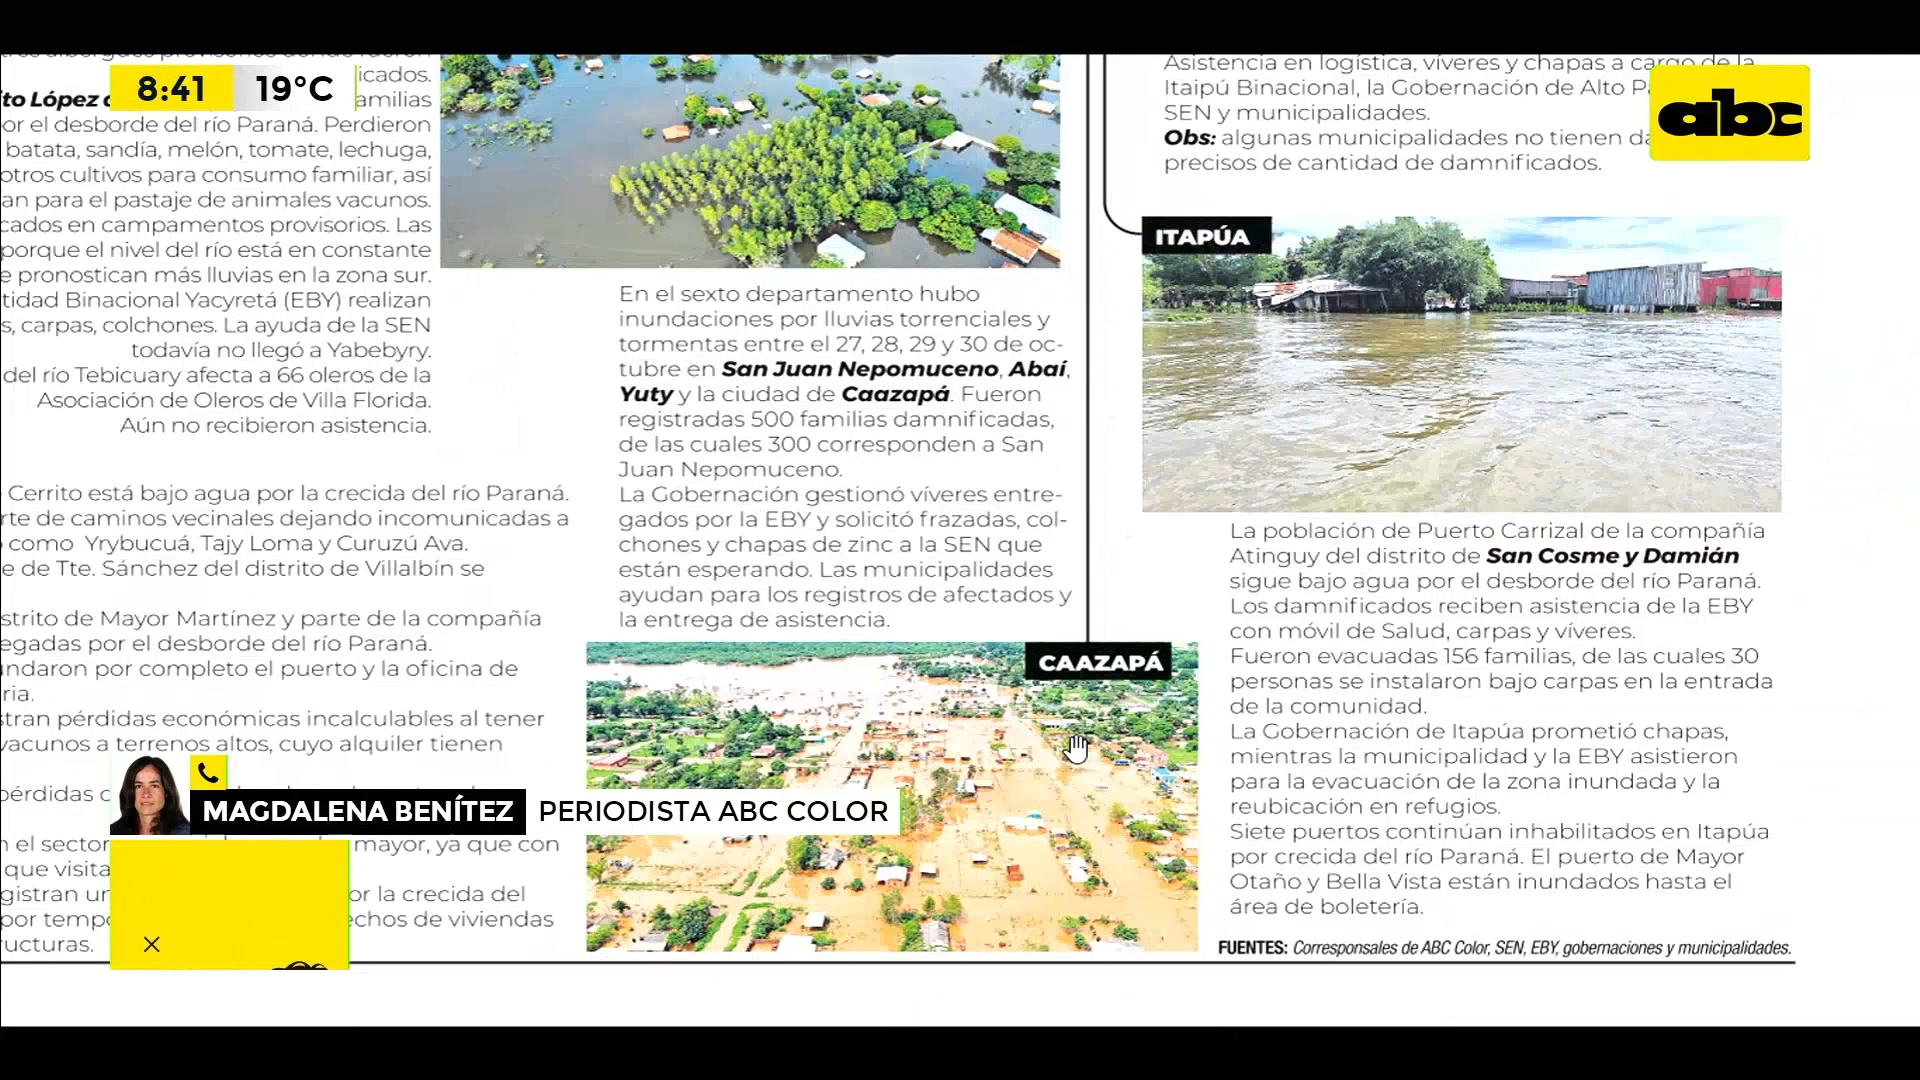 8:41 19°C
abc
icados.
ito López
amilias
or el desborde del río Paraná. Perdieron
batata, sandía, melón, tomate, lechuga,
otros cultivos para consumo familiar, así
an para el pastaje de animales vacunos.
cados en campamentos provisorios. Las
porque el nivel del río está en constante
e pronostican más lluvias en la zona sur.
tidad Binacional Yacyretá (EBY) realizan
s, carpas, colchones. La ayuda de la SEN
todavía no llegó a Yabebyry.
del río Tebicuary afecta a 66 oleros de la
Asociación de Oleros de Villa Florida.
Aún no recibieron asistencia.
Cerrito está bajo agua por la crecida del río Paraná.
rte de caminos vecinales dejando incomunicadas a
como Yrybucuá, Tajy Loma y Curuzú Ava.
e de Tte. Sánchez del distrito de Villalbín se
strito de Mayor Martínez y parte de la compañía
egadas por el desborde del río Paraná.
undaron por completo el puerto y la oficina de
ria.
stran pérdidas económicas incalculables al tener
vacunos a terrenos altos, cuyo alquiler tienen
pérdidas
n el sector mayor, ya que con
que visita
gistran un or la crecida del
por tempo echos de viviendas
ructuras.
En el sexto departamento hubo
inundaciones por lluvias torrenciales y
tormentas entre el 27, 28, 29 y 30 de oc-
tubre en San Juan Nepomuceno, Abaí,
Yuty y la ciudad de Caazapá. Fueron
registradas 500 familias damnificadas,
de las cuales 300 corresponden a San
Juan Nepomuceno.
La Gobernación gestionó víveres entre-
gados por la EBY y solicitó frazadas, col-
chones y chapas de zinc a la SEN que
están esperando. Las municipalidades
ayudan para los registros de afectados y
la entrega de asistencia.
CAAZAPÁ
Asistencia en logística, víveres y chapas a cargo de la
Itaipú Binacional, la Gobernación de Alto P
SEN y municipalidades.
Obs: algunas municipalidades no tienen da
precisos de cantidad de damnificados.
ITAPÚA
La población de Puerto Carrizal de la compañía
Atinguy del distrito de San Cosme y Damián
sigue bajo agua por el desborde del río Paraná.
Los damnificados reciben asistencia de la EBY
con móvil de Salud, carpas y víveres.
Fueron evacuadas 156 familias, de las cuales 30
personas se instalaron bajo carpas en la entrada
de la comunidad.
La Gobernación de Itapúa prometió chapas,
mientras la municipalidad y la EBY asistieron
para la evacuación de la zona inundada y la
reubicación en refugios.
Siete puertos continúan inhabilitados en Itapúa
por crecida del río Paraná. El puerto de Mayor
Otaño y Bella Vista están inundados hasta el
área de boletería.
FUENTES: Corresponsales de ABC Color, SEN, EBY, gobernaciones y municipalidades.
MAGDALENA BENÍTEZ PERIODISTA ABC COLOR